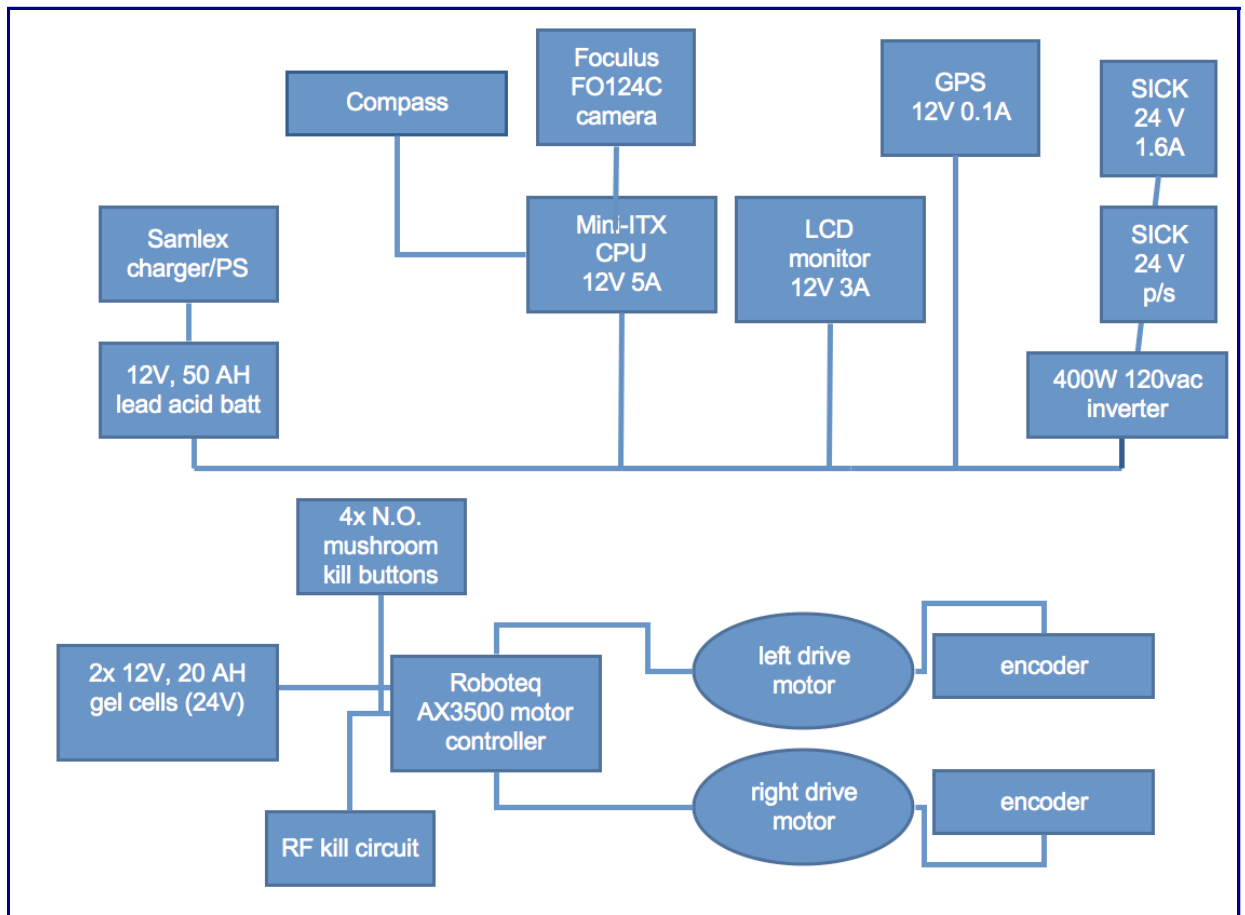 Compass
Foculus
FO124C
camera
GPS
12V 0.1A
SICK
24 V
1.6A
Samlex
charger/PS
Mini-ITX
CPU
12V 5A
LCD
monitor
12V 3A
SICK
24 V
p/s
12V, 50 AH
lead acid batt
400W 120vac
inverter
4x N.O.
mushroom
kill buttons
2x 12V, 20 AH
gel cells (24V)
Roboteq
AX3500 motor
controller
left drive
motor
encoder
RF kill circuit
right drive
motor
encoder